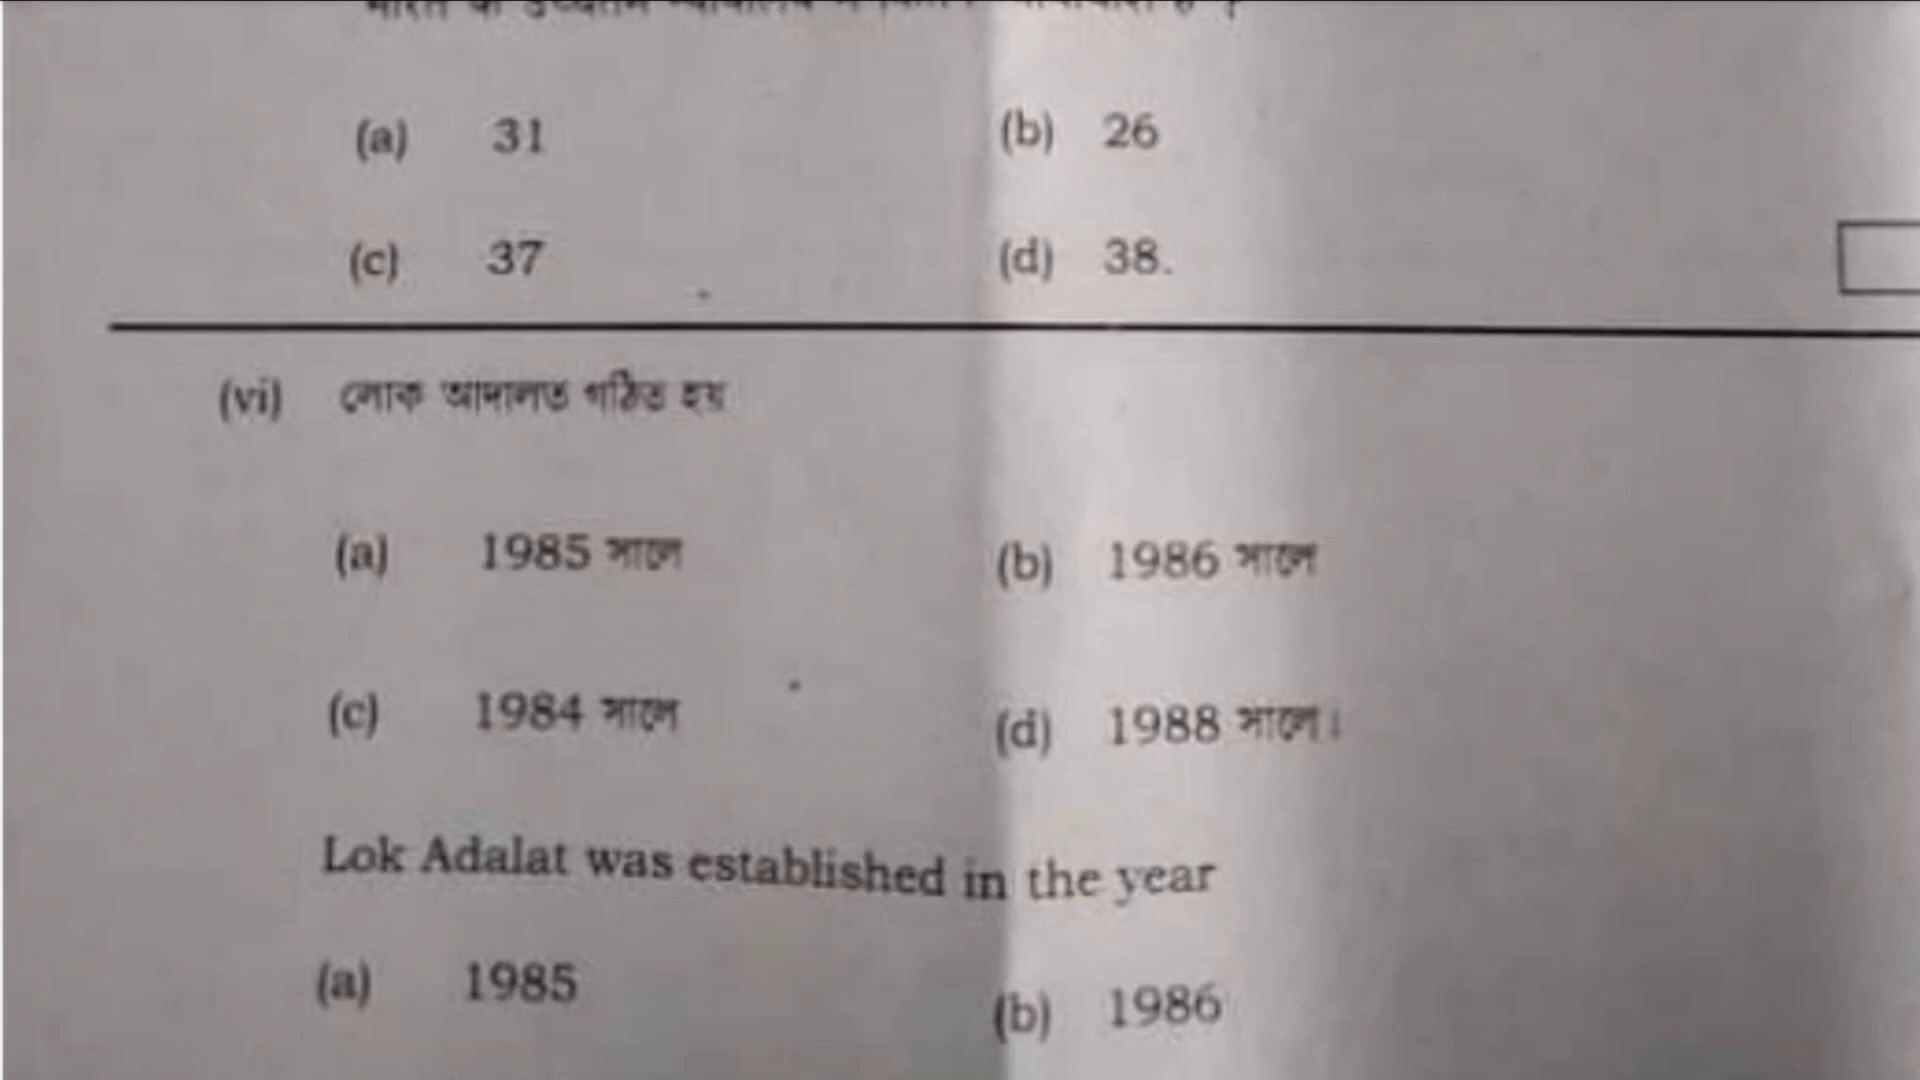 (a) 31 (b) 26
(c) 37 (d) 38.
(vi) লোক আদালত গঠিত হয়
(a) 1985 সালে (b) 1986 সালে
(c) 1984 সালে (d) 1988 সালে।
Lok Adalat was established in the year
(a) 1985 (b) 1986